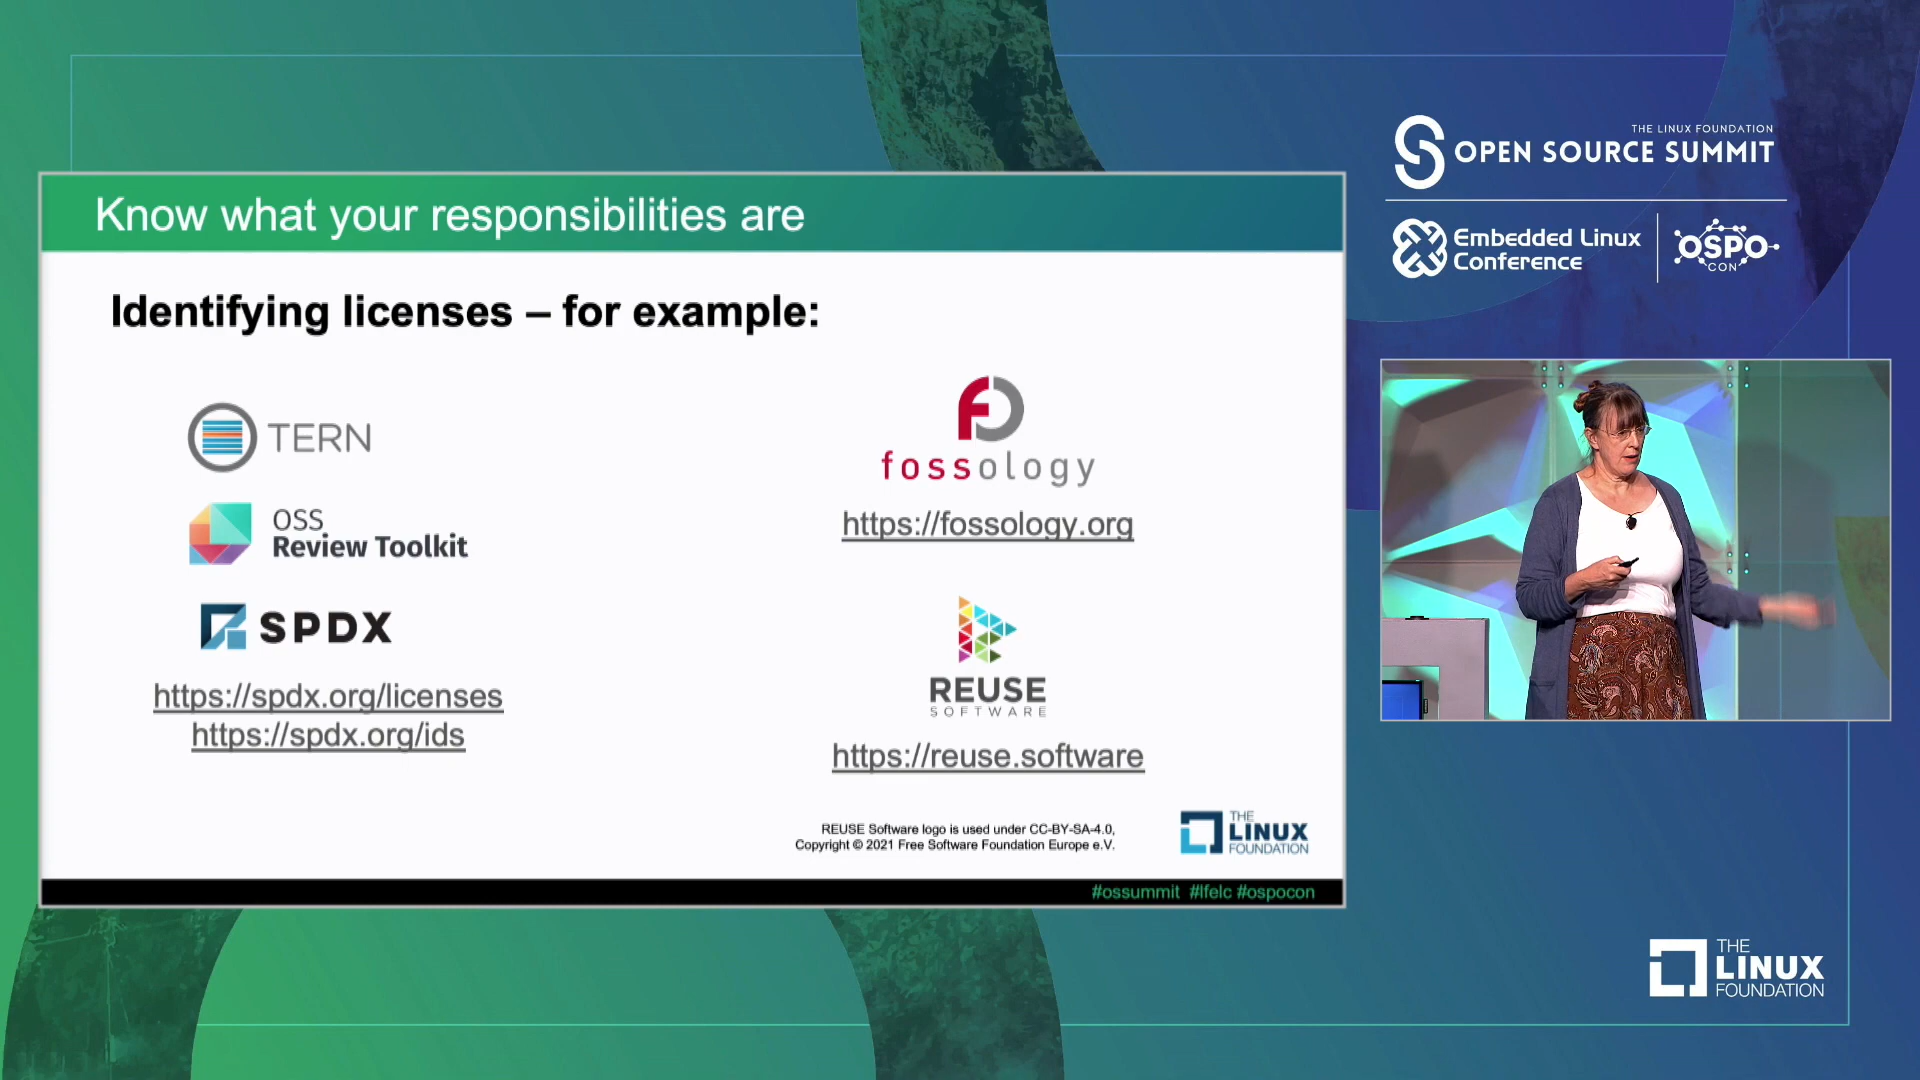 Know what your responsibilities are
Identifying licenses – for example:
TERN
OSS
Review Toolkit
SPDX
https://spdx.org/licenses
https://spdx.org/ids
fossology
https://fossology.org
REUSE
SOFTWARE
https://reuse.software
REUSE Software logo is used under CC-BY-SA-4.0,
Copyright © 2021 Free Software Foundation Europe e.V.
THE
LINUX
FOUNDATION
#ossummit #lfelc #ospocon
THE LINUX FOUNDATION
OPEN SOURCE SUMMIT
Embedded Linux
Conference
OSPO
CON
THE
LINUX
FOUNDATION